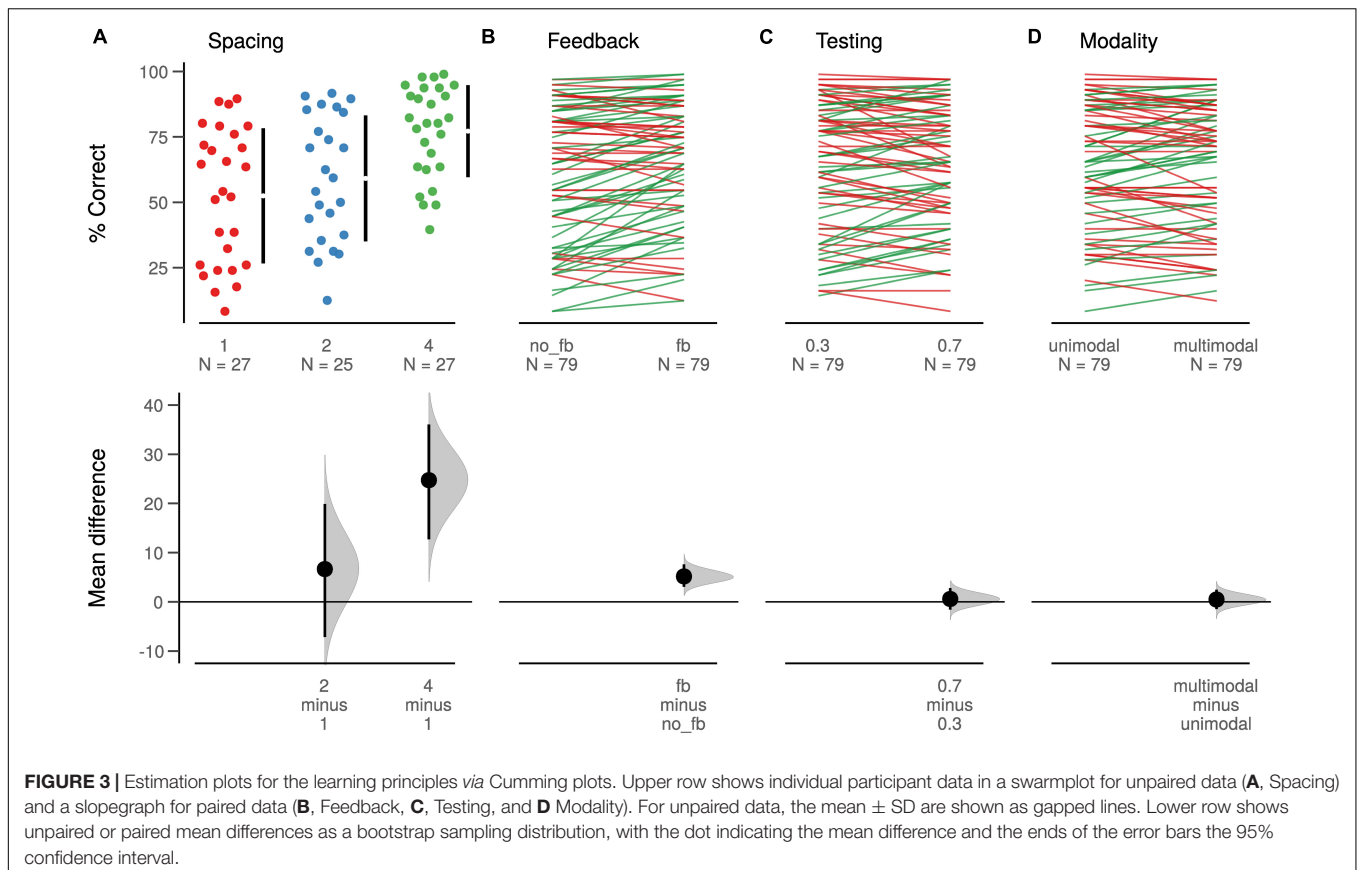 A Spacing B Feedback C Testing D Modality
100
75
50
25
% Correct
1 2 4 no_fb fb 0.3 0.7 unimodal multimodal
N = 27 N = 25 N = 27 N = 79 N = 79 N = 79 N = 79 N = 79 N = 79
40
30
20
10
0
-10
Mean difference
2 4 fb 0.7 multimodal
minus minus minus minus minus
1 1 no_fb 0.3 unimodal
FIGURE 3 | Estimation plots for the learning principles via Cumming plots. Upper row shows individual participant data in a swarmplot for unpaired data (A, Spacing)
and a slopegraph for paired data (B, Feedback, C, Testing, and D Modality). For unpaired data, the mean ± SD are shown as gapped lines. Lower row shows
unpaired or paired mean differences as a bootstrap sampling distribution, with the dot indicating the mean difference and the ends of the error bars the 95%
confidence interval.